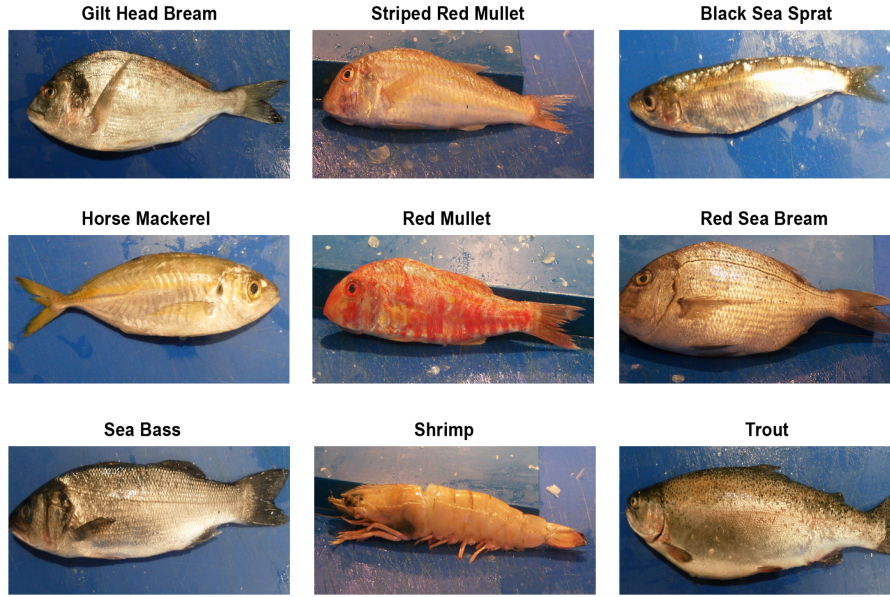 Gilt Head Bream
Striped Red Mullet
Black Sea Sprat
Horse Mackerel
Red Mullet
Red Sea Bream
Sea Bass
Shrimp
Trout